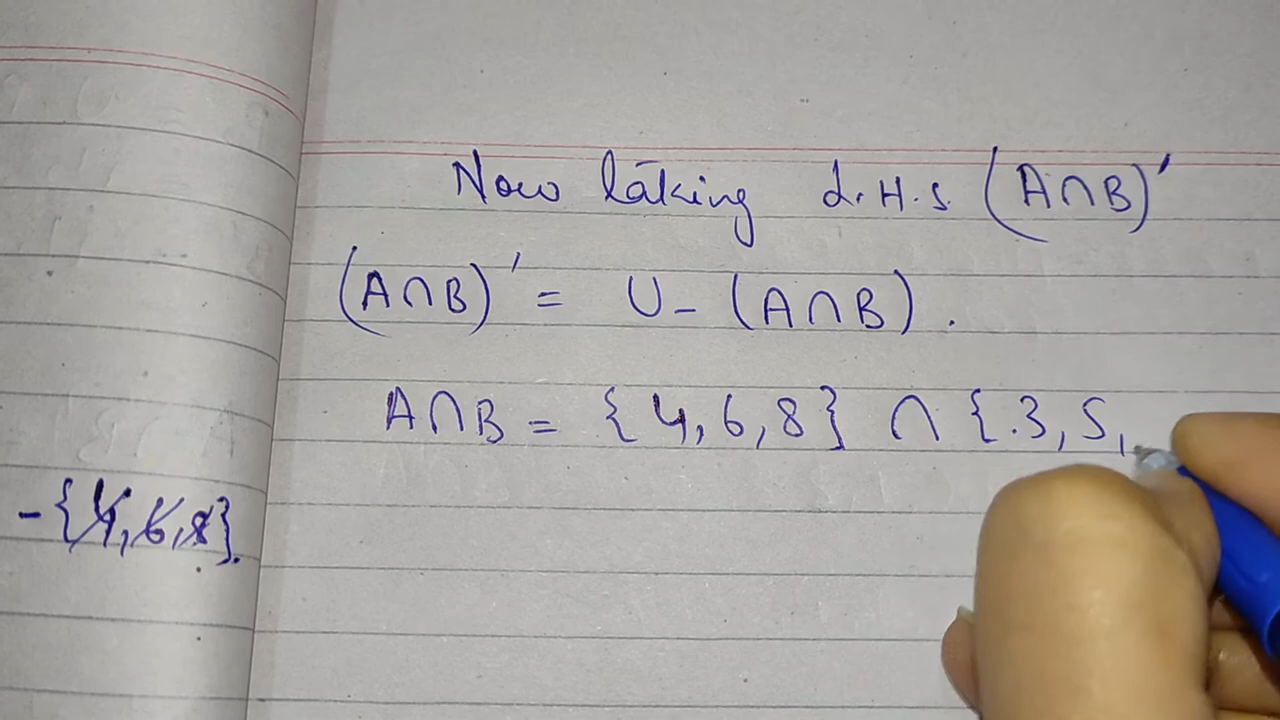 Now taking L.H.S (A∩B)'
(A∩B)' = U - (A∩B).
A∩B = {4,6,8} ∩ {.3,5,
-{4,6,8}.